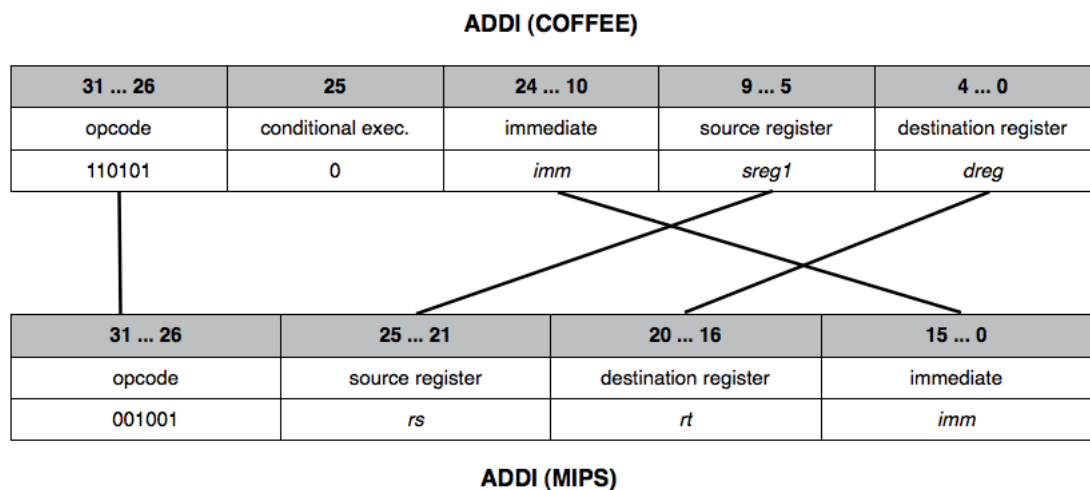 ADDI (COFFEE)
31 ... 26 25 24 ... 10 9 ... 5 4 ... 0
opcode conditional exec. immediate source register destination register
110101 0 imm sreg1 dreg
31 ... 26 25 ... 21 20 ... 16 15 ... 0
opcode source register destination register immediate
001001 rs rt imm
ADDI (MIPS)